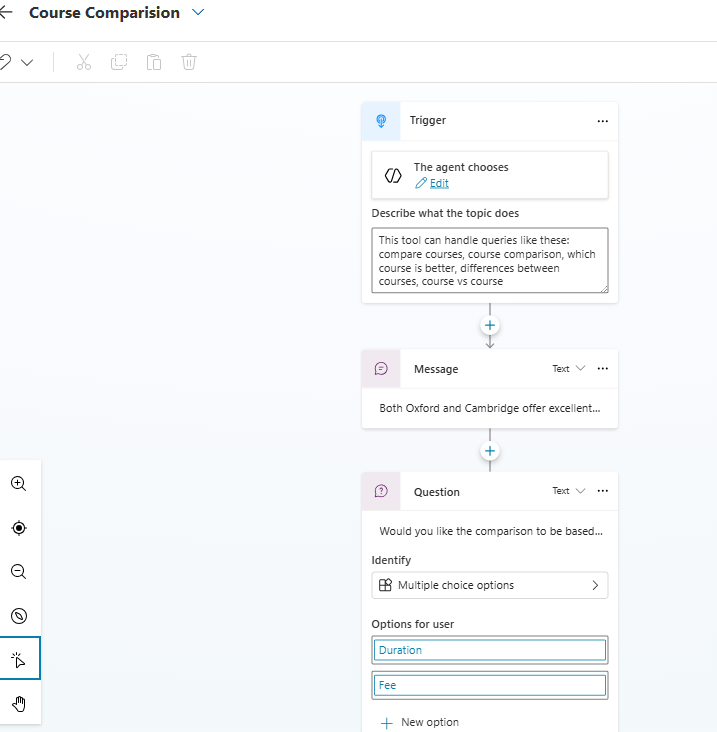 Course Comparision
Trigger
The agent chooses
Edit
Describe what the topic does
This tool can handle queries like these:
compare courses, course comparison, which
course is better, differences between
courses, course vs course
Message
Text
Both Oxford and Cambridge offer excellent...
Question
Text
Would you like the comparison to be based...
Identify
Multiple choice options
Options for user
Duration
Fee
New option